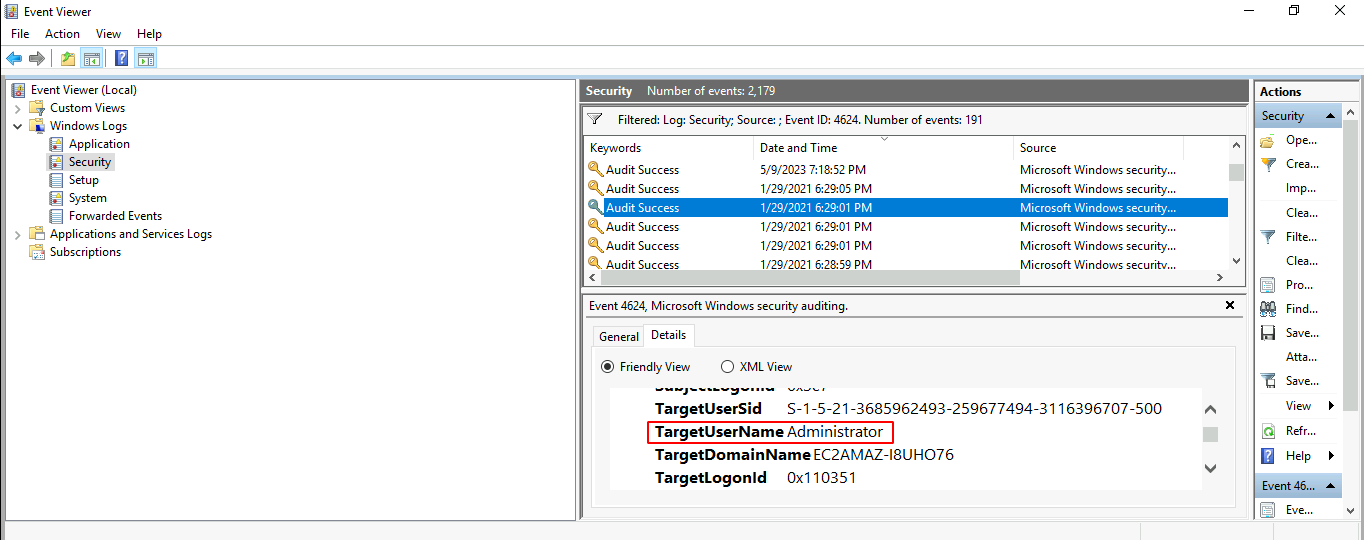 Event Viewer
File Action View Help
Event Viewer (Local)
Custom Views
Windows Logs
Application
Security
Setup
System
Forwarded Events
Applications and Services Logs
Subscriptions
Security Number of events: 2,179
Filtered: Log: Security; Source: ; Event ID: 4624. Number of events: 191
Keywords Date and Time Source
Audit Success 5/9/2023 7:18:52 PM Microsoft Windows security...
Audit Success 1/29/2021 6:29:05 PM Microsoft Windows security...
Audit Success 1/29/2021 6:29:01 PM Microsoft Windows security...
Audit Success 1/29/2021 6:29:01 PM Microsoft Windows security...
Audit Success 1/29/2021 6:29:01 PM Microsoft Windows security...
Audit Success 1/29/2021 6:28:59 PM Microsoft Windows security...
Event 4624, Microsoft Windows security auditing.
General Details
Friendly View XML View
SubjectLogonId 0x3e7
TargetUserSid S-1-5-21-3685962493-259677494-3116396707-500
TargetUserName Administrator
TargetDomainName EC2AMAZ-I8UHO76
TargetLogonId 0x110351
Actions
Security
Ope...
Crea...
Imp...
Clea...
Filte...
Clea...
Pro...
Find...
Save...
Atta...
Save...
View
Refr...
Help
Event 46...
Eve...